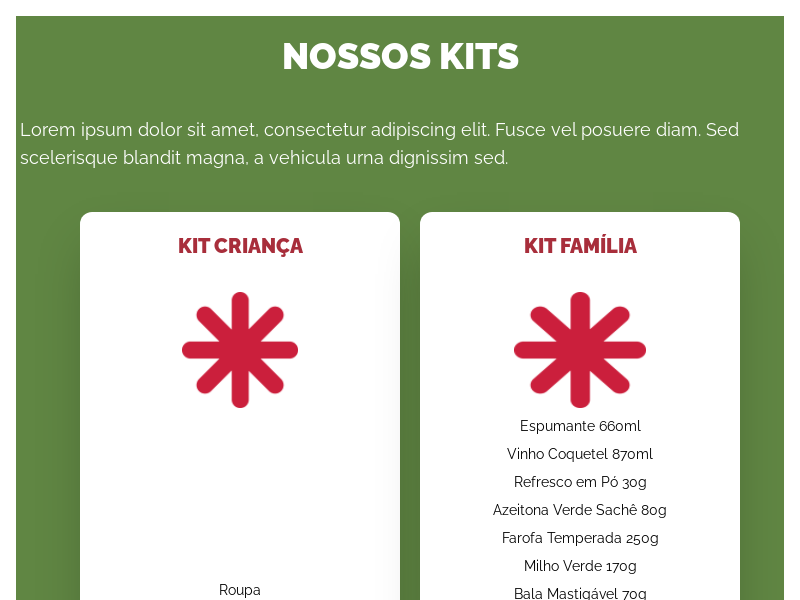 NOSSOS KITS
Lorem ipsum dolor sit amet, consectetur adipiscing elit. Fusce vel posuere diam. Sed
scelerisque blandit magna, a vehicula urna dignissim sed.
KIT CRIANÇA
Roupa
KIT FAMÍLIA
Espumante 660ml
Vinho Coquetel 870ml
Refresco em Pó 30g
Azeitona Verde Sachê 80g
Farofa Temperada 250g
Milho Verde 170g
Bala Mastigável 70g